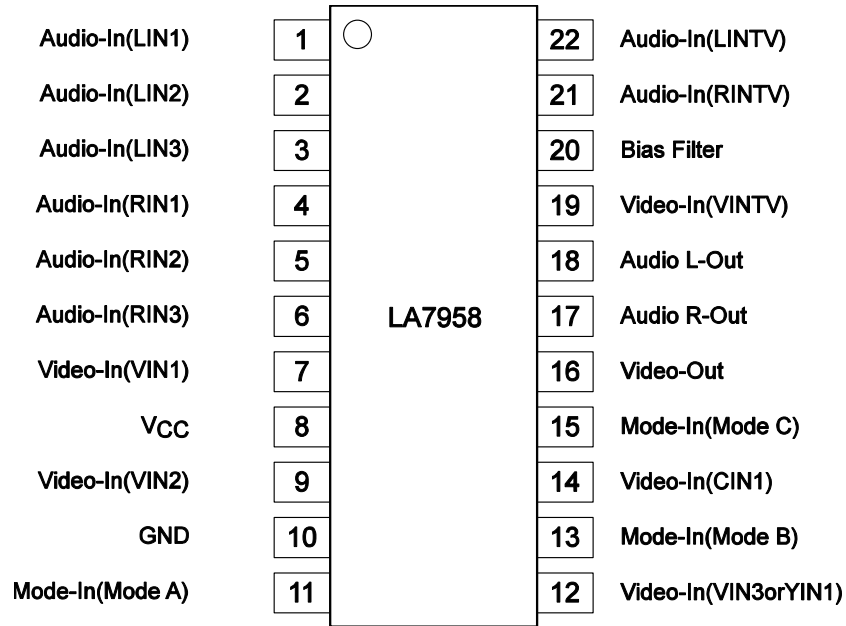 Audio-In(LIN1) 1 22 Audio-In(LINTV)
Audio-In(LIN2) 2 21 Audio-In(RINTV)
Audio-In(LIN3) 3 20 Bias Filter
Audio-In(RIN1) 4 19 Video-In(VINTV)
Audio-In(RIN2) 5 18 Audio L-Out
Audio-In(RIN3) 6 LA7958 17 Audio R-Out
Video-In(VIN1) 7 16 Video-Out
VCC 8 15 Mode-In(Mode C)
Video-In(VIN2) 9 14 Video-In(CIN1)
GND 10 13 Mode-In(Mode B)
Mode-In(Mode A) 11 12 Video-In(VIN3orYIN1)